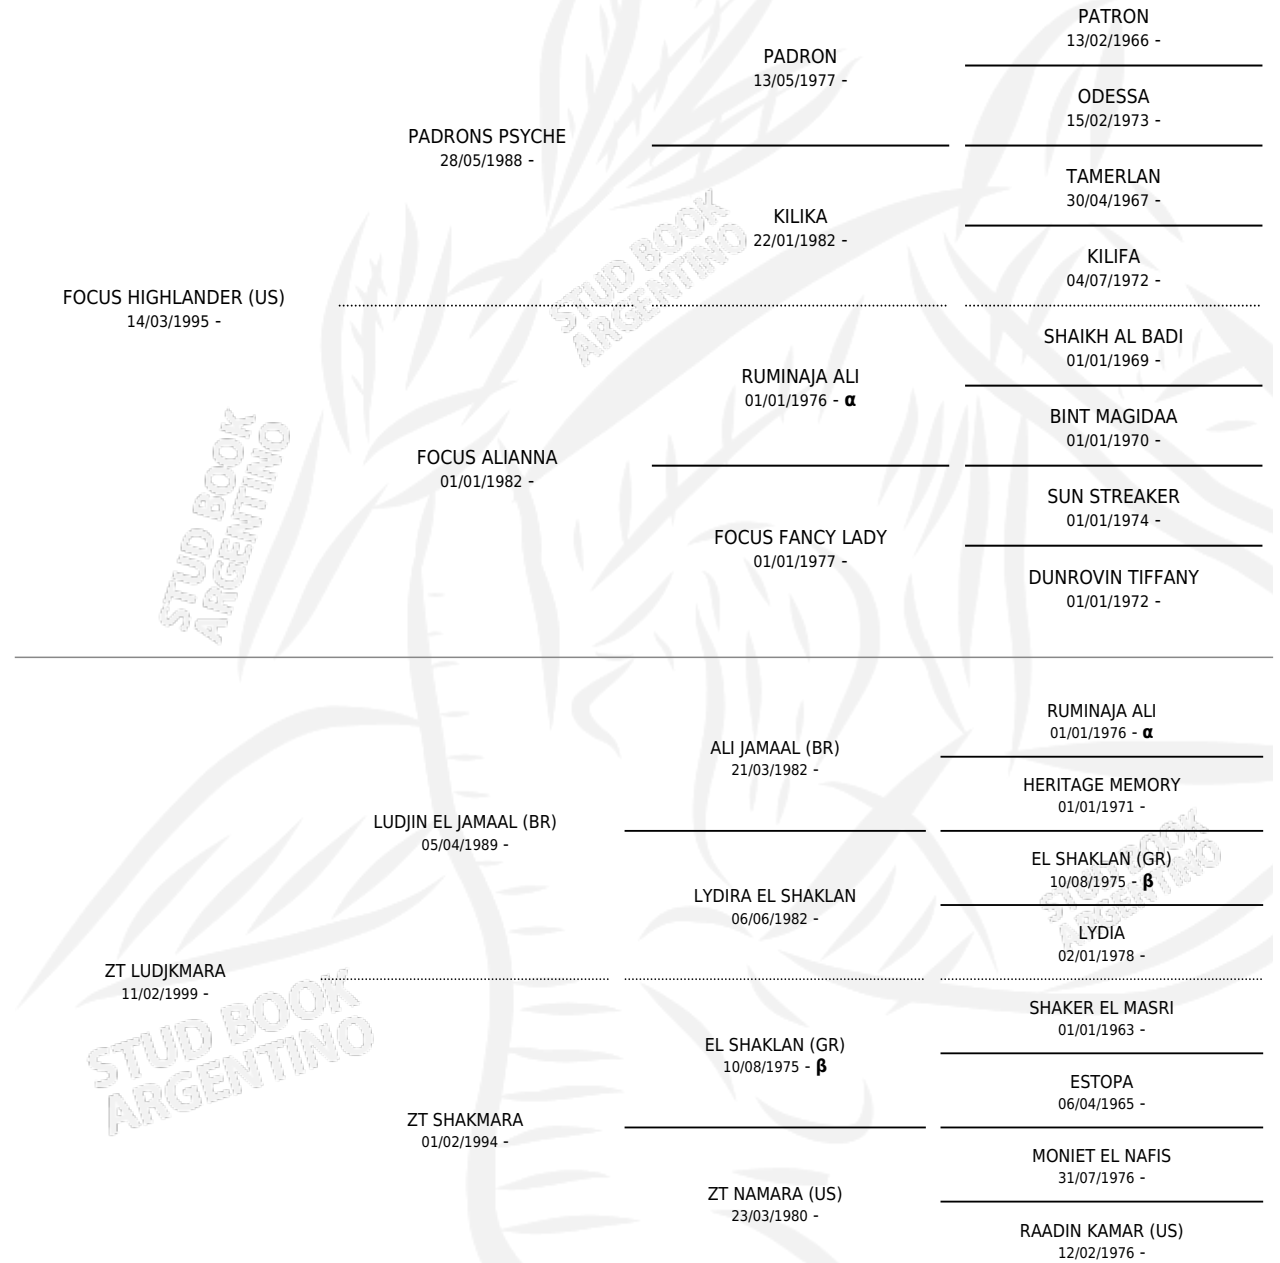 PATRON
13/02/1966 -
PADRON
13/05/1977 -
ODESSA
15/02/1973 -
PADRONS PSYCHE
28/05/1988 -
TAMERLAN
30/04/1967 -
KILIKA
22/01/1982 -
KILIFA
04/07/1972 -
FOCUS HIGHLANDER (US)
14/03/1995 -
SHAIKH AL BADI
01/01/1969 -
RUMINAJA ALI
01/01/1976 - α
BINT MAGIDAA
01/01/1970 -
FOCUS ALIANNA
01/01/1982 -
SUN STREAKER
01/01/1974 -
FOCUS FANCY LADY
01/01/1977 -
DUNROVIN TIFFANY
01/01/1972 -
RUMINAJA ALI
01/01/1976 - α
ALI JAMAAL (BR)
21/03/1982 -
HERITAGE MEMORY
01/01/1971 -
LUDJIN EL JAMAAL (BR)
05/04/1989 -
EL SHAKLAN (GR)
10/08/1975 - β
LYDIRA EL SHAKLAN
06/06/1982 -
LYDIA
02/01/1978 -
ZT LUDJKMARA
11/02/1999 -
SHAKER EL MASRI
01/01/1963 -
EL SHAKLAN (GR)
10/08/1975 - β
ESTOPA
06/04/1965 -
ZT SHAKMARA
01/02/1994 -
MONIET EL NAFIS
31/07/1976 -
ZT NAMARA (US)
23/03/1980 -
RAADIN KAMAR (US)
12/02/1976 -
STUD BOOK
ARGENTINO
STUD BOOK
ARGENTINO
STUD BOOK
ARGENTINO
STUD BOOK
ARGENTINO